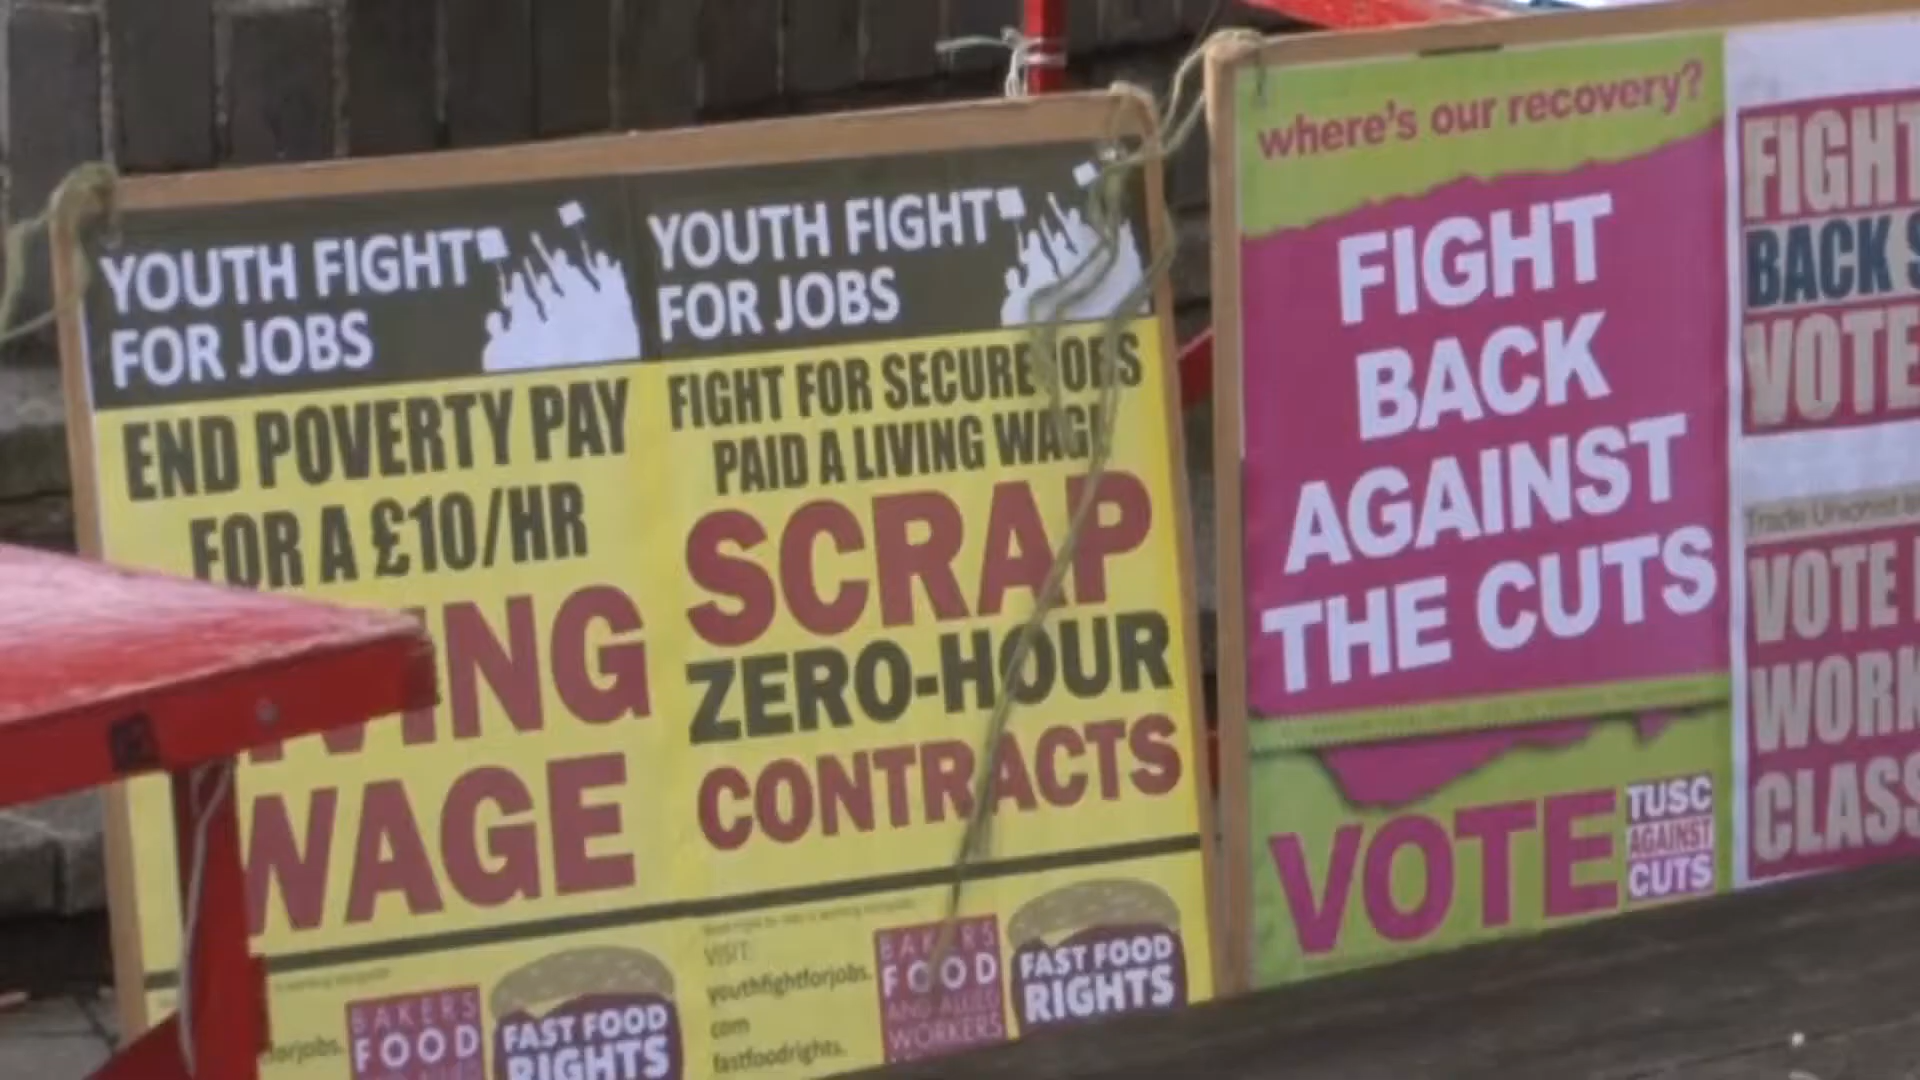 YOUTH FIGHT
FOR JOBS
END POVERTY PAY
FOR A £10/HR
WAGE
BAKERS
FOOD
FAST FOOD
RIGHTS
YOUTH FIGHT
FOR JOBS
FIGHT FOR SECURE JOBS
PAID A LIVING WAGE
SCRAP
ZERO-HOUR
CONTRACTS
VISIT:
youthfightforjobs.
com
fastfoodrights.
BAKERS
FOOD
AND ALLIED
WORKERS
FAST FOOD
RIGHTS
where's our recovery?
FIGHT
BACK
AGAINST
THE CUTS
VOTE
TUSC
AGAINST
CUTS
FIGHT
BACK
VOTE
Trade Unionist
VOTE
WORK
CLASS